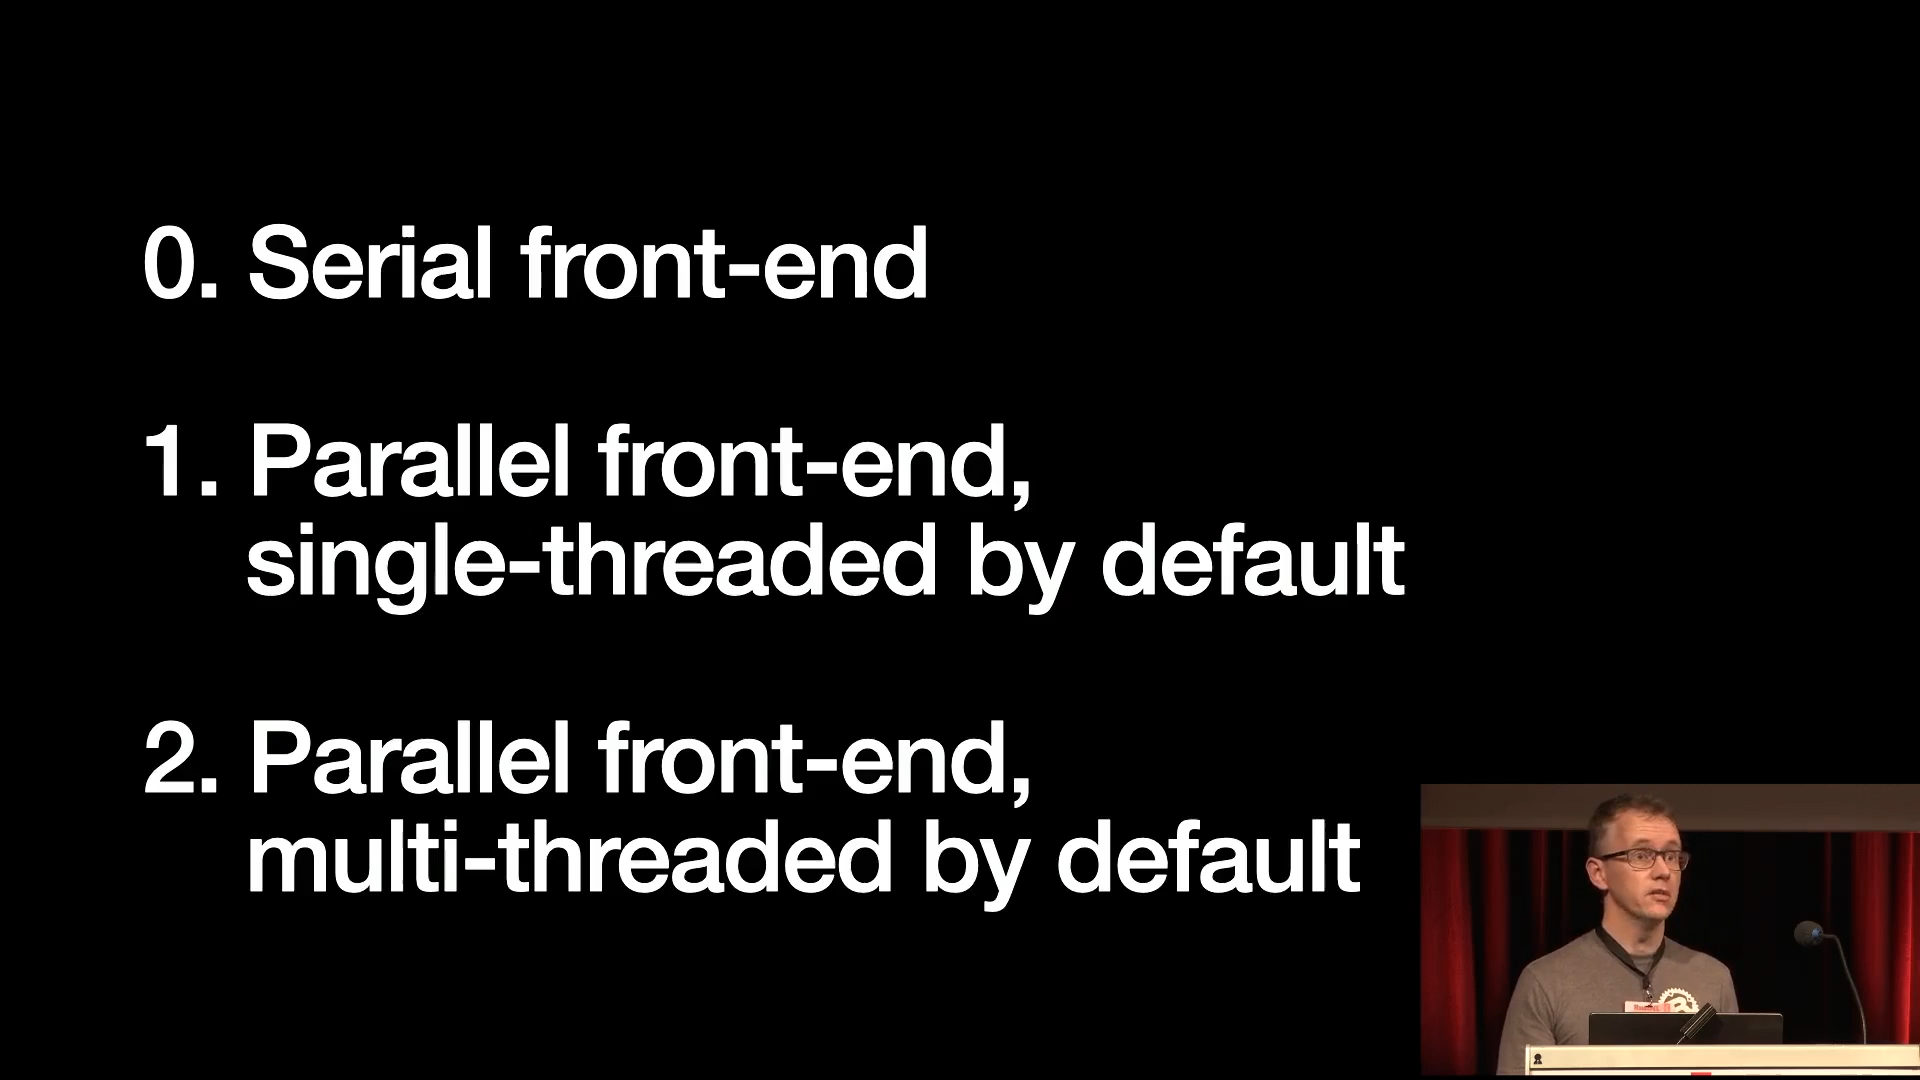 0. Serial front-end
1. Parallel front-end,
single-threaded by default
2. Parallel front-end,
multi-threaded by default